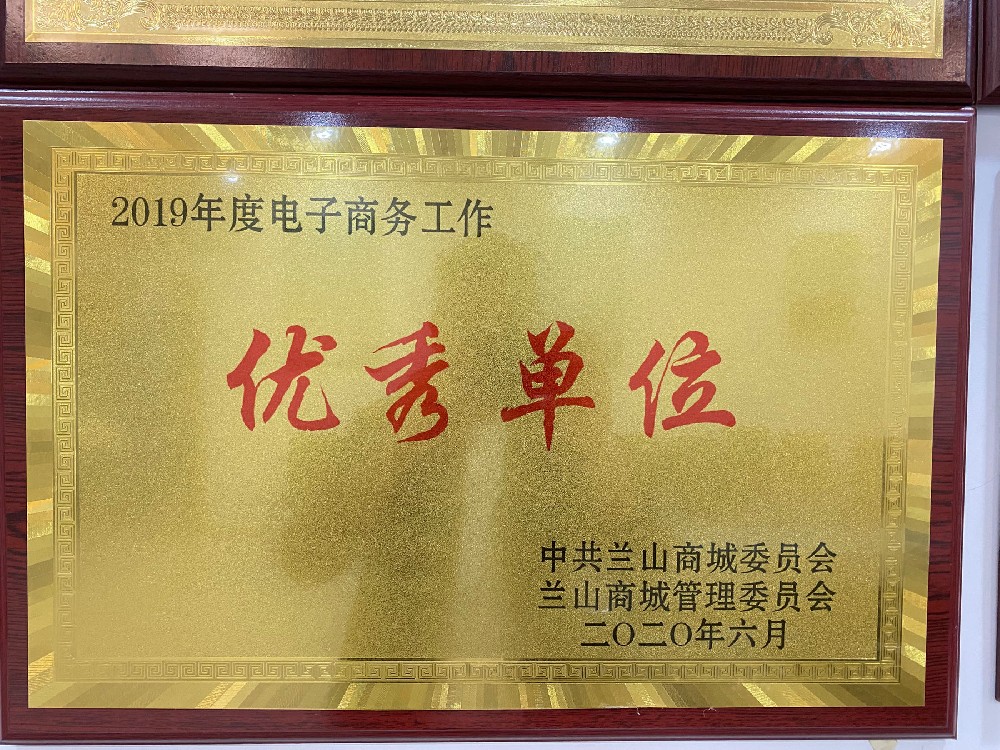 2019年度电子商务工作
优秀单位
中共兰山商城委员会
兰山商城管理委员会
二〇二〇年六月